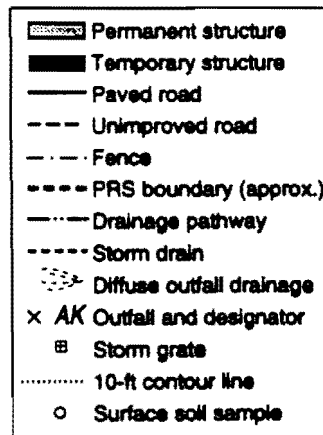 Permanent structure
Temporary structure
Paved road
Unimproved road
Fence
PRS boundary (approx.)
Drainage pathway
Storm drain
Diffuse outfall drainage
× AK Outfall and designator
Storm grate
10-ft contour line
Surface soil sample